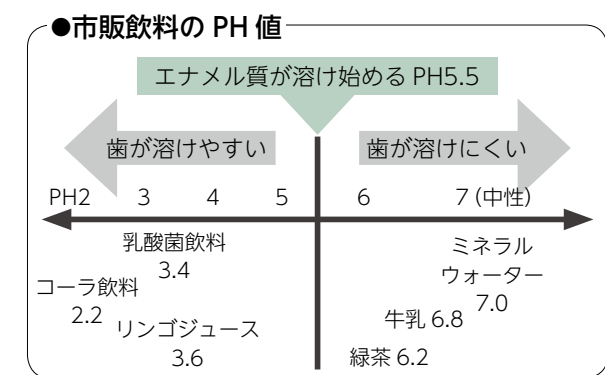 ●市販飲料の PH 値
エナメル質が溶け始める PH5.5
歯が溶けやすい
歯が溶けにくい
PH2 3 4 5 6 7 (中性)
乳酸菌飲料
3.4
コーラ飲料
2.2
リンゴジュース
3.6
ミネラル
ウォーター
7.0
牛乳 6.8
緑茶 6.2